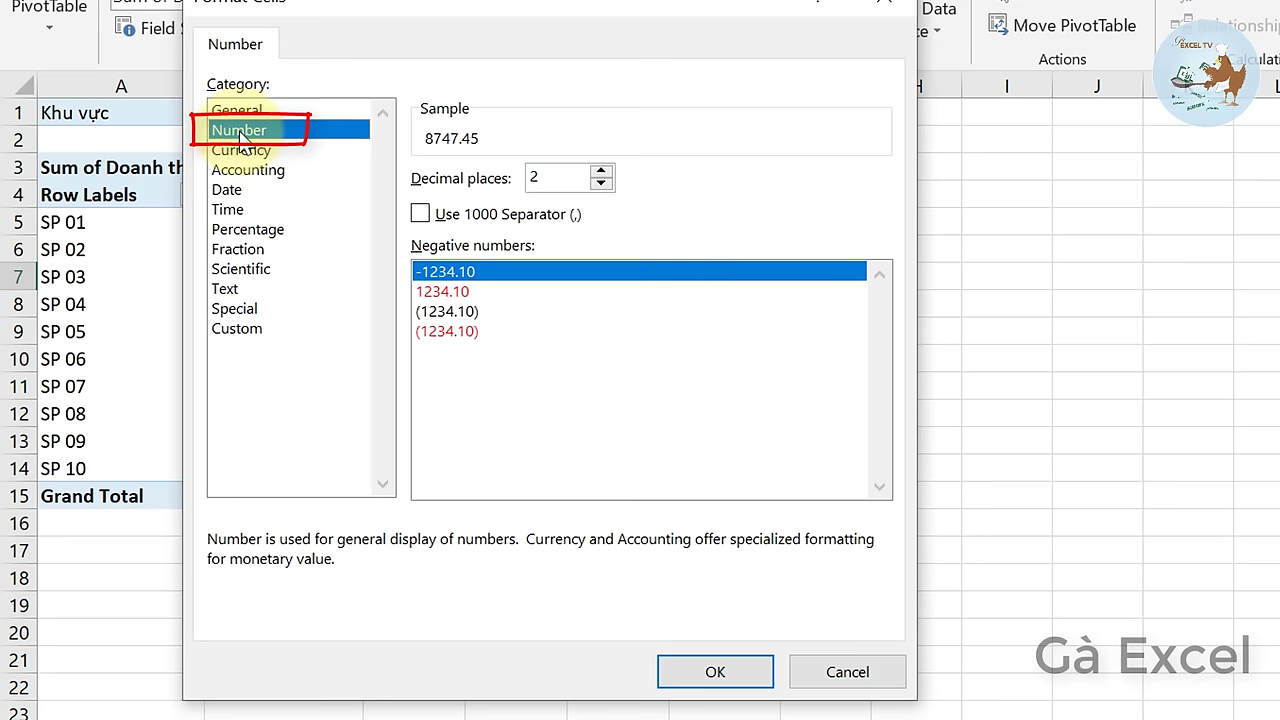 PivotTable
Field
Data
Move PivotTable
Relationship
Actions
EXCEL TV
A
I
J
1 Khu vực
2
3 Sum of Doanh th
4 Row Labels
5 SP 01
6 SP 02
7 SP 03
8 SP 04
9 SP 05
10 SP 06
11 SP 07
12 SP 08
13 SP 09
14 SP 10
15 Grand Total
16
17
18
19
20
21
22
23
Number
Category:
General
Number
Currency
Accounting
Date
Time
Percentage
Fraction
Scientific
Text
Special
Custom
Sample
8747.45
Decimal places: 2
Use 1000 Separator (,)
Negative numbers:
-1234.10
1234.10
(1234.10)
(1234.10)
Number is used for general display of numbers. Currency and Accounting offer specialized formatting
for monetary value.
OK Cancel
Gà Excel